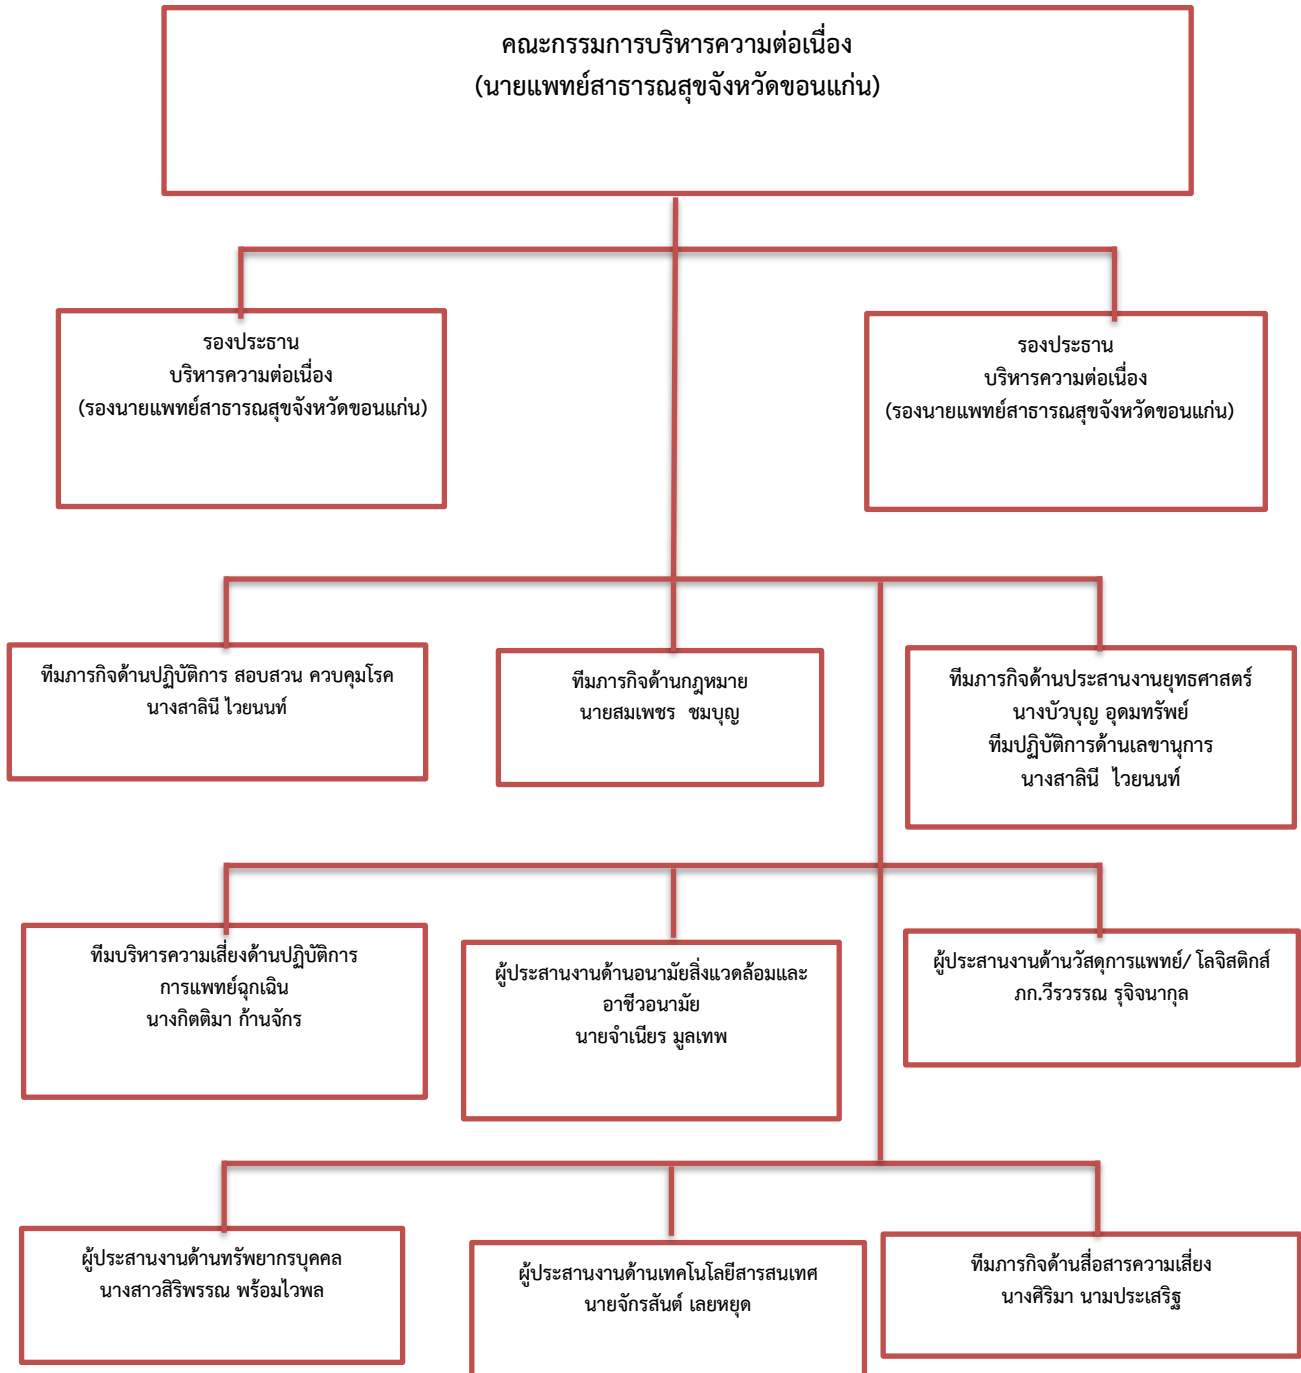 คณะกรรมการบริหารความต่อเนื่อง
(นายแพทย์สาธารณสุขจังหวัดขอนแก่น)
รองประธาน
บริหารความต่อเนื่อง
(รองนายแพทย์สาธารณสุขจังหวัดขอนแก่น)
รองประธาน
บริหารความต่อเนื่อง
(รองนายแพทย์สาธารณสุขจังหวัดขอนแก่น)
ทีมภารกิจด้านปฏิบัติการ สอบสวน ควบคุมโรค
นางสาลินี ไวยนนท์
ทีมภารกิจด้านกฎหมาย
นายสมเพชร ชมบุญ
ทีมภารกิจด้านประสานงานยุทธศาสตร์
นางบัวบุญ อุดมทรัพย์
ทีมปฏิบัติการด้านเลขานุการ
นางสาลินี ไวยนนท์
ทีมบริหารความเสี่ยงด้านปฏิบัติการ
การแพทย์ฉุกเฉิน
นางกิตติมา ก้านจักร
ผู้ประสานงานด้านอนามัยสิ่งแวดล้อมและ
อาชีวอนามัย
นายจำเนียร มูลเทพ
ผู้ประสานงานด้านวัสดุการแพทย์/ โลจิสติกส์
ภก.วีรวรรณ รุจิจนากุล
ผู้ประสานงานด้านทรัพยากรบุคคล
นางสาวสิริพรรณ พร้อมไวพล
ผู้ประสานงานด้านเทคโนโลยีสารสนเทศ
นายจักรสันต์ เลยหยุด
ทีมภารกิจด้านสื่อสารความเสี่ยง
นางศิริมา นามประเสริฐ